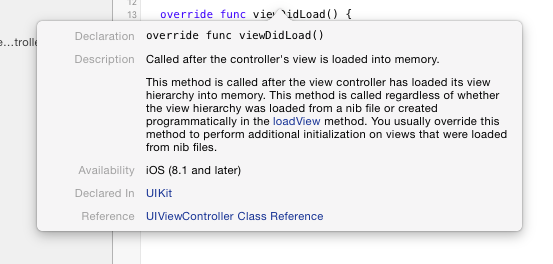 12
13 override func viewDidLoad() {
e...trolle
Declaration override func viewDidLoad()
Description Called after the controller's view is loaded into memory.
This method is called after the view controller has loaded its view
hierarchy into memory. This method is called regardless of whether
the view hierarchy was loaded from a nib file or created
programmatically in the loadView method. You usually override this
method to perform additional initialization on views that were loaded
from nib files.
Availability iOS (8.1 and later)
Declared In UIKit
Reference UIViewController Class Reference